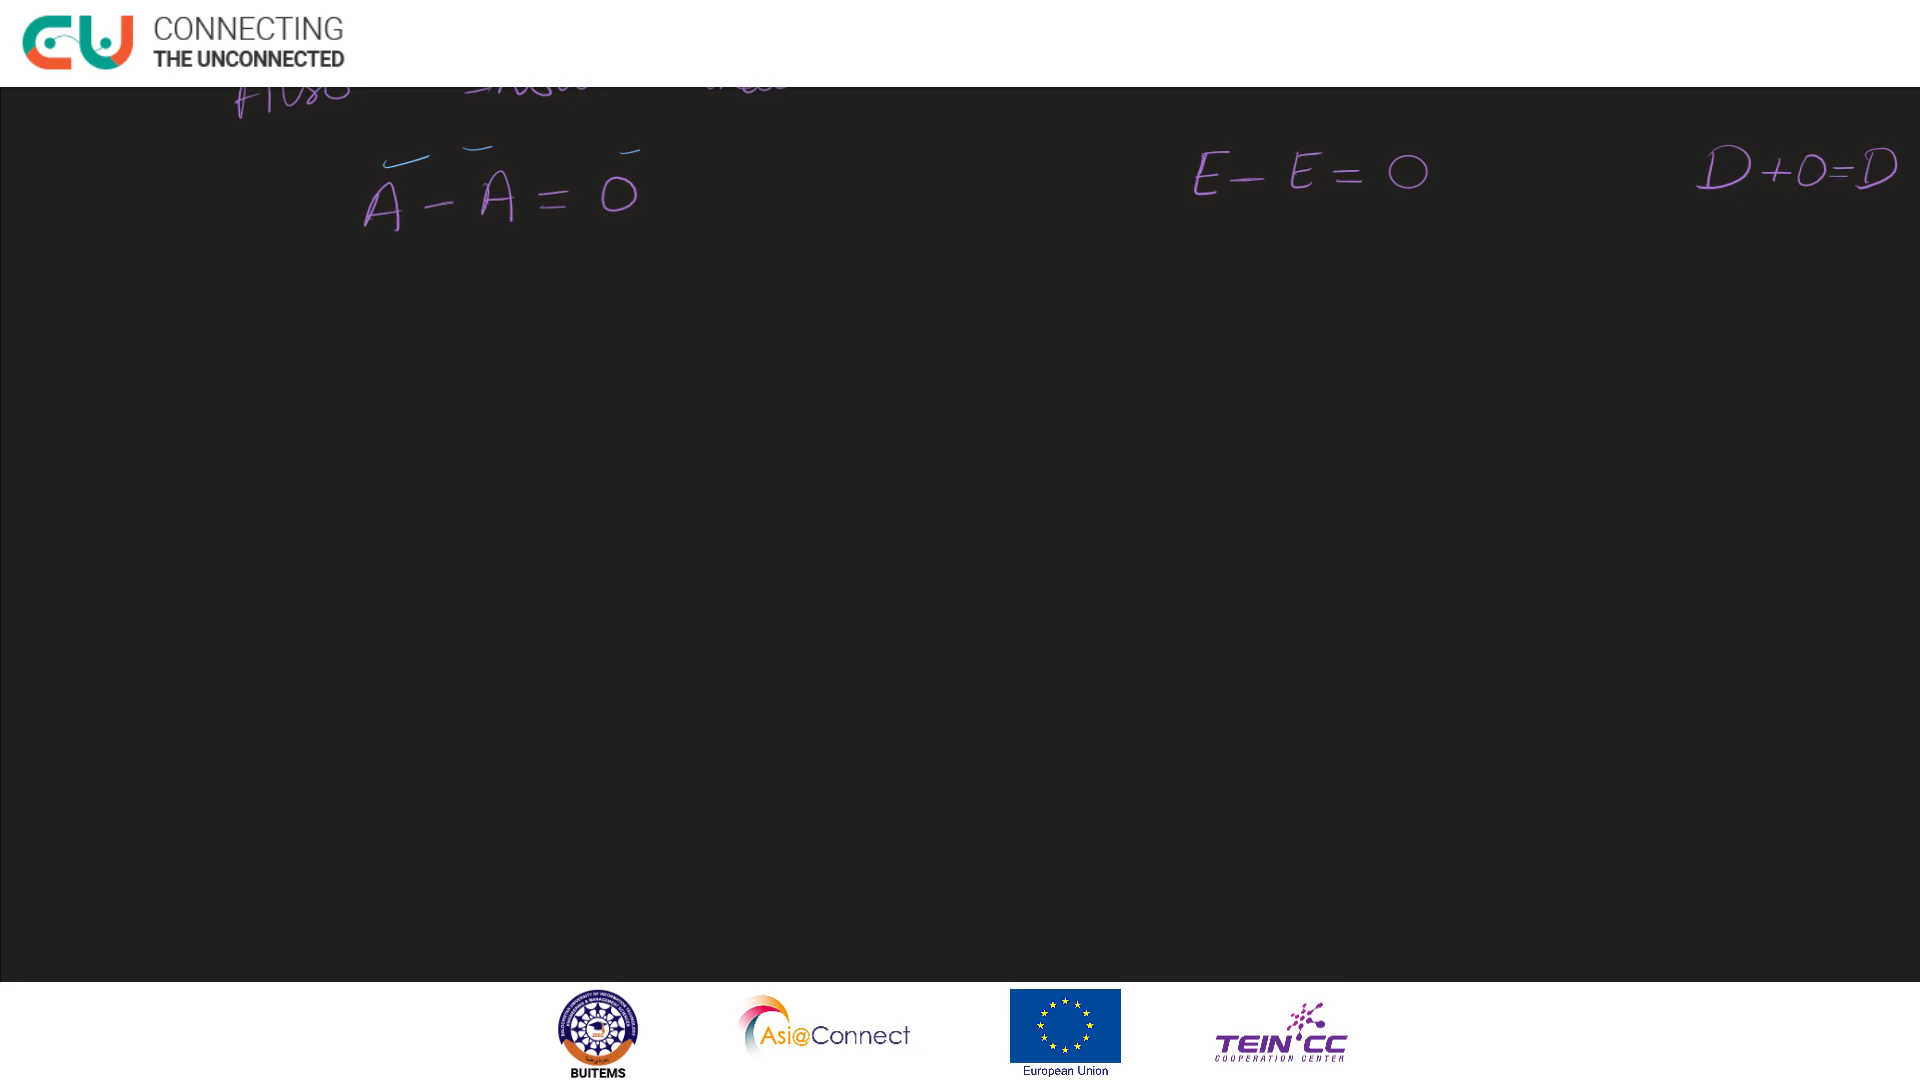 CONNECTING
THE UNCONNECTED
A - A = 0
E - E = 0
D + 0 = D
BUITEMS
Asi@Connect
European Union
TEIN*CC
COOPERATION CENTER